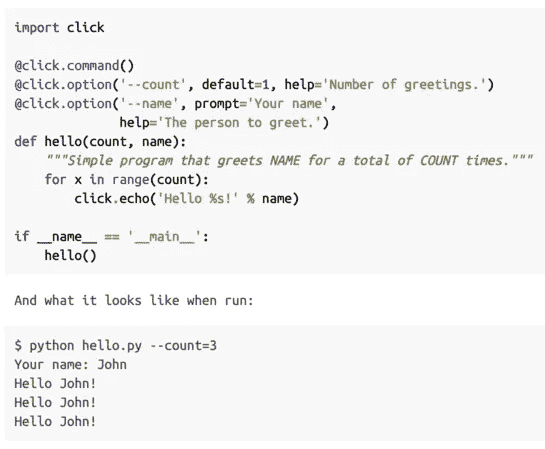 import click

@click.command()
@click.option('--count', default=1, help='Number of greetings.')
@click.option('--name', prompt='Your name',
              help='The person to greet.')
def hello(count, name):
    """Simple program that greets NAME for a total of COUNT times."""
    for x in range(count):
        click.echo('Hello %s!' % name)

if __name__ == '__main__':
    hello()

And what it looks like when run:

$ python hello.py --count=3
Your name: John
Hello John!
Hello John!
Hello John!